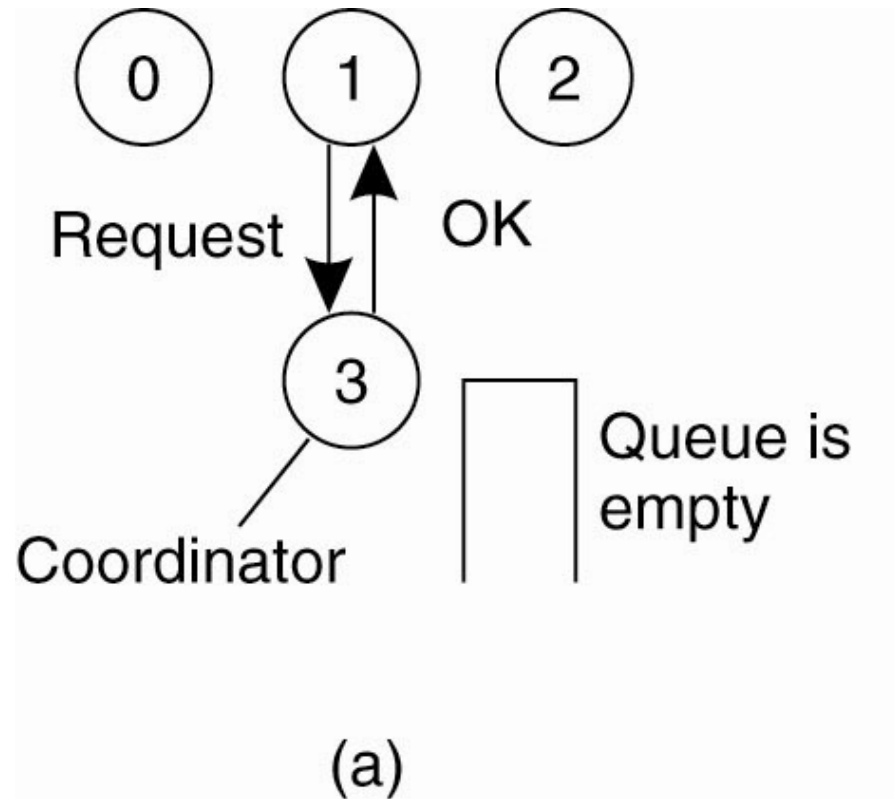 0 1 2
Request OK
3
Queue is
empty
Coordinator
(a)